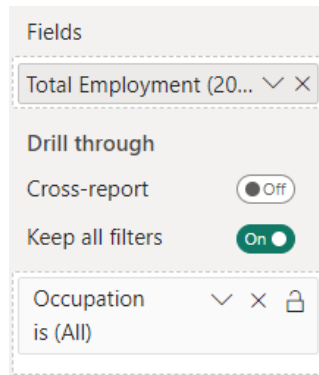 Fields
Total Employment (20...
Drill through
Cross-report Off
Keep all filters On
Occupation
is (All)